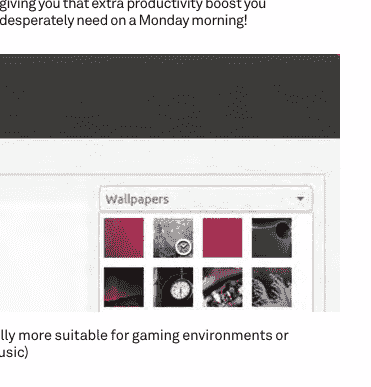 giving you that extra productivity boost you
desperately need on a Monday morning!
Wallpapers
lly more suitable for gaming environments or
usic)